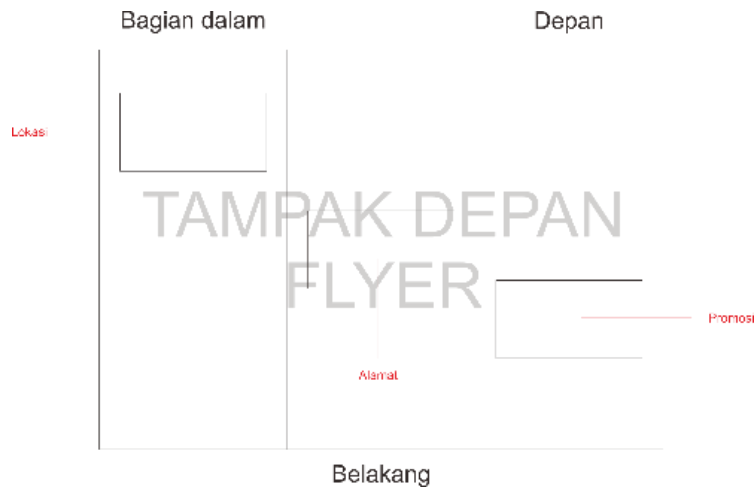 Bagian dalam
Depan
Lokasi
TAMPAK DEPAN
FLYER
Promosi
Alamat
Belakang